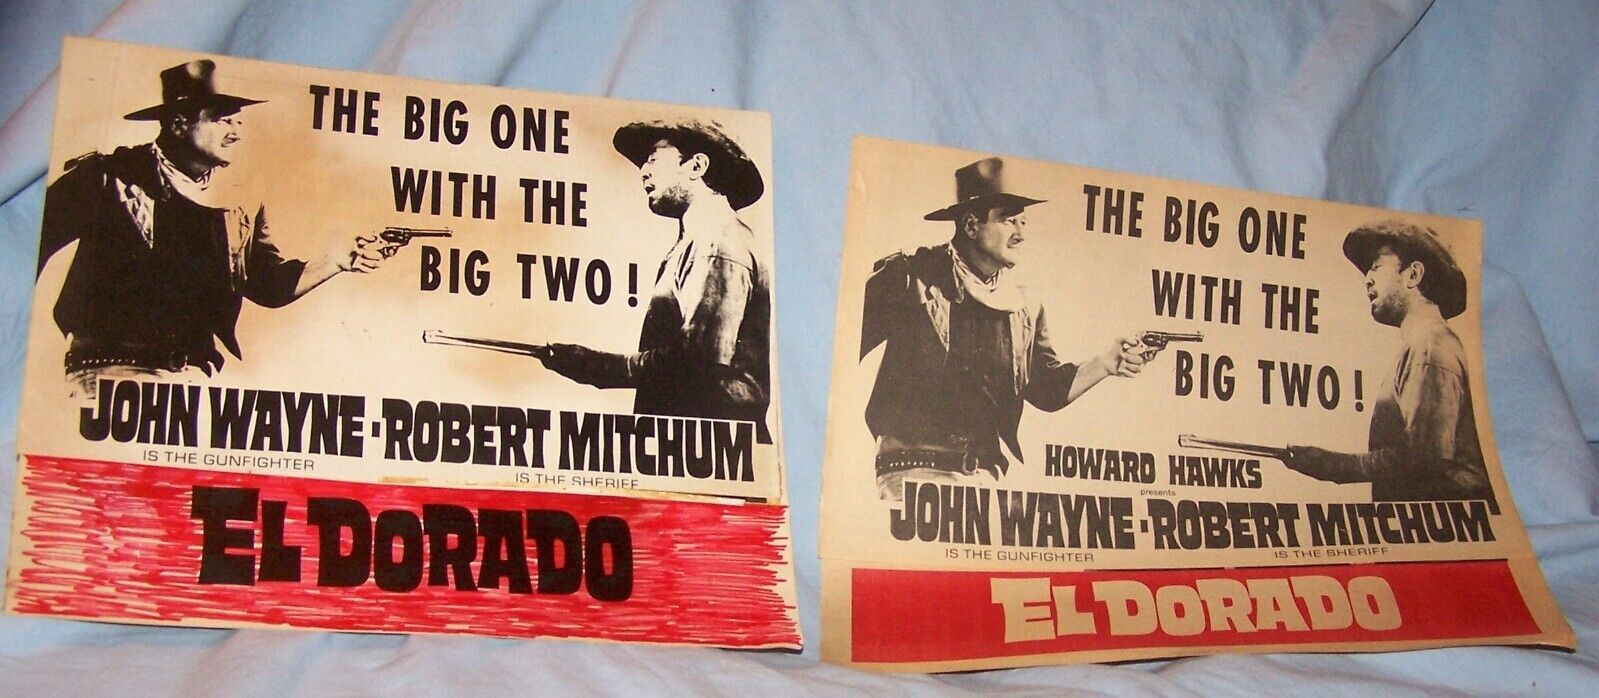 THE BIG ONE
WITH THE
BIG TWO!
JOHN WAYNE-ROBERT MITCHUM
IS THE GUNFIGHTER
IS THE SHERIFF
EL DORADO
THE BIG ONE
WITH THE
BIG TWO!
HOWARD HAWKS
presents
JOHN WAYNE-ROBERT MITCHUM
IS THE GUNFIGHTER
IS THE SHERIFF
EL DORADO